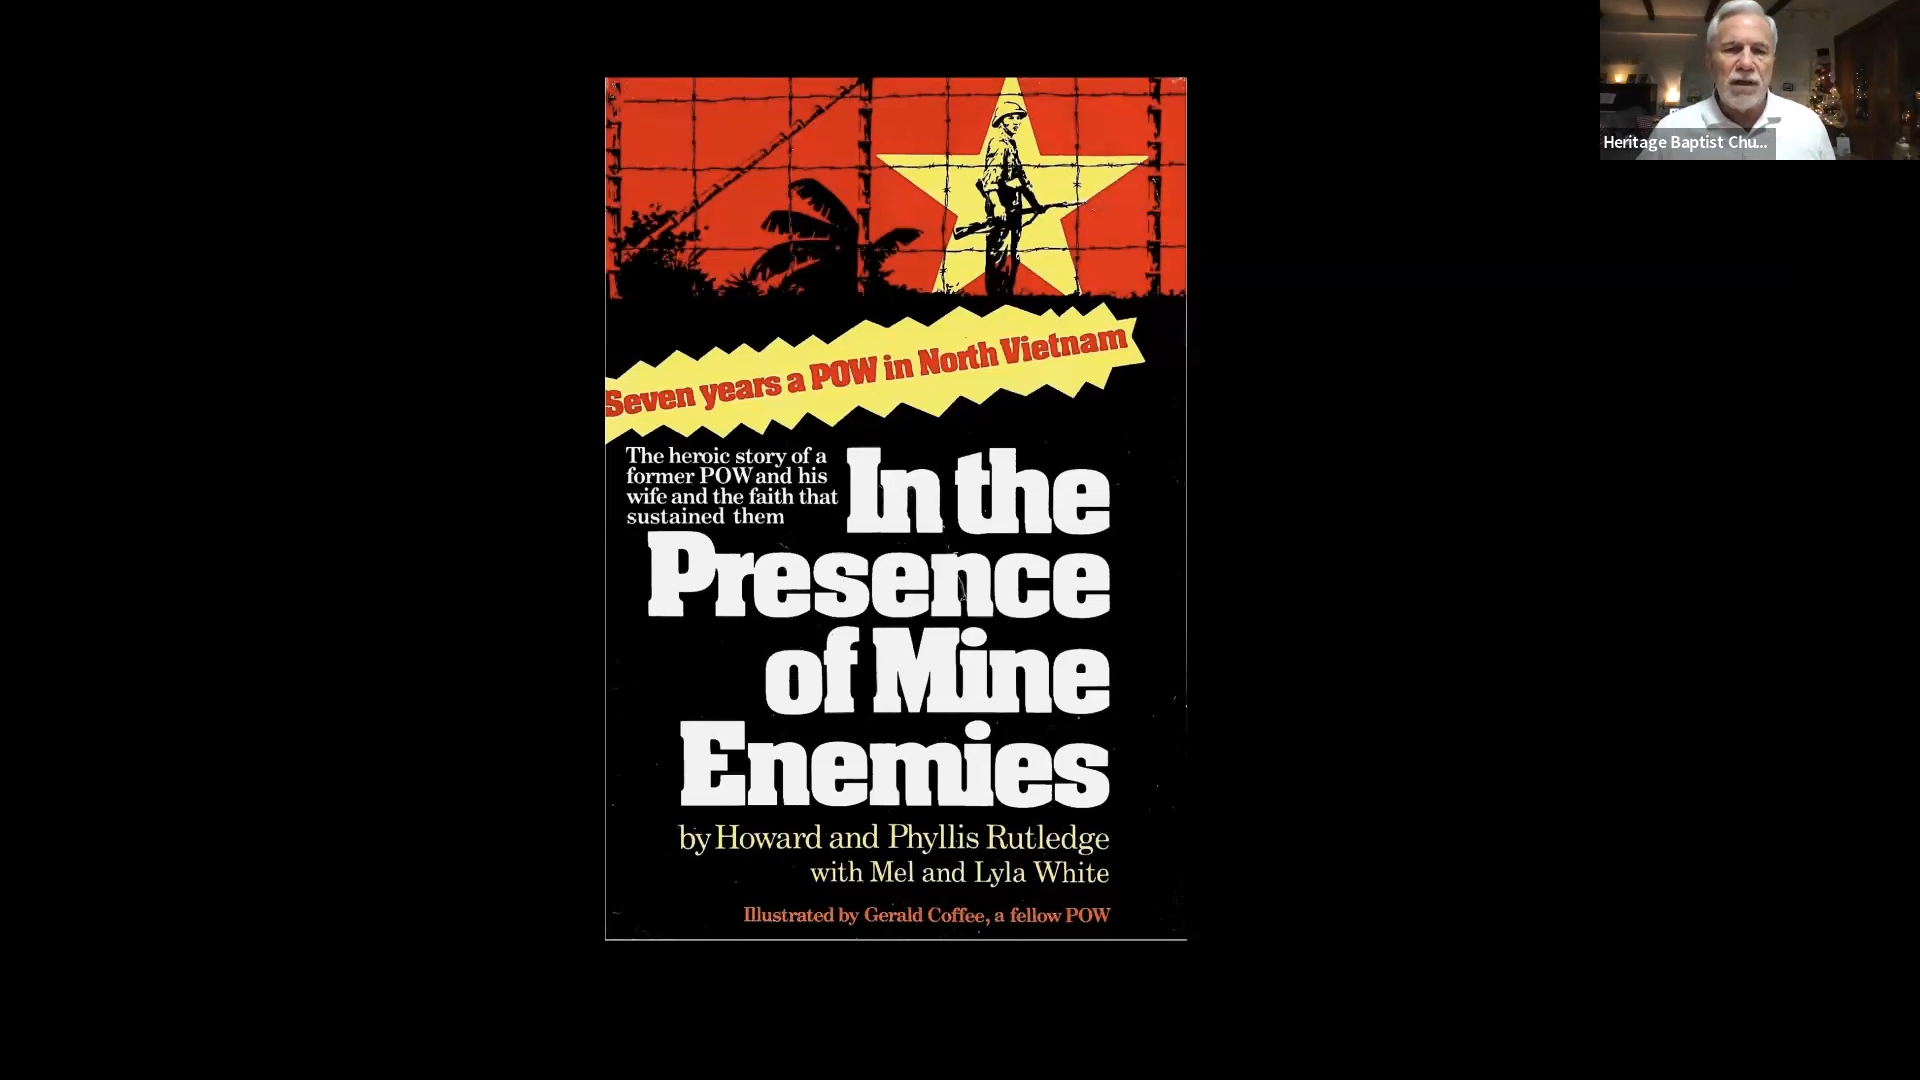 Heritage Baptist Chu...
Seven years a POW in North Vietnam
The heroic story of a
former POW and his
wife and the faith that
sustained them
In the
Presence
of Mine
Enemies
by Howard and Phyllis Rutledge
with Mel and Lyla White
Illustrated by Gerald Coffee, a fellow POW